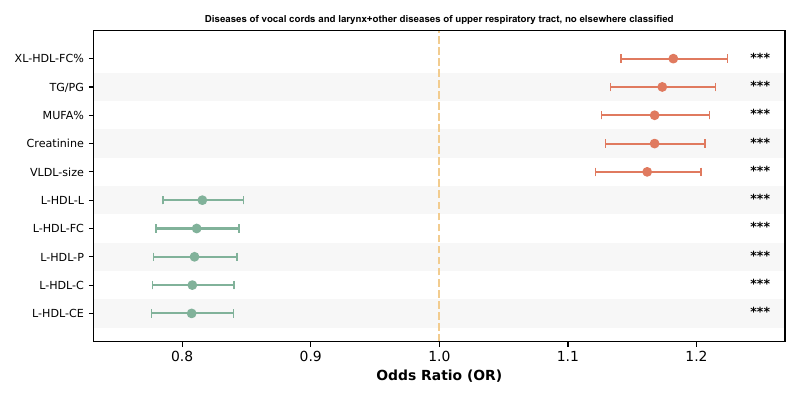 Diseases of vocal cords and larynx+other diseases of upper respiratory tract, no elsewhere classified
XL-HDL-FC% ***
TG/PG ***
MUFA% ***
Creatinine ***
VLDL-size ***
L-HDL-L ***
L-HDL-FC ***
L-HDL-P ***
L-HDL-C ***
L-HDL-CE ***
0.8 0.9 1.0 1.1 1.2
Odds Ratio (OR)